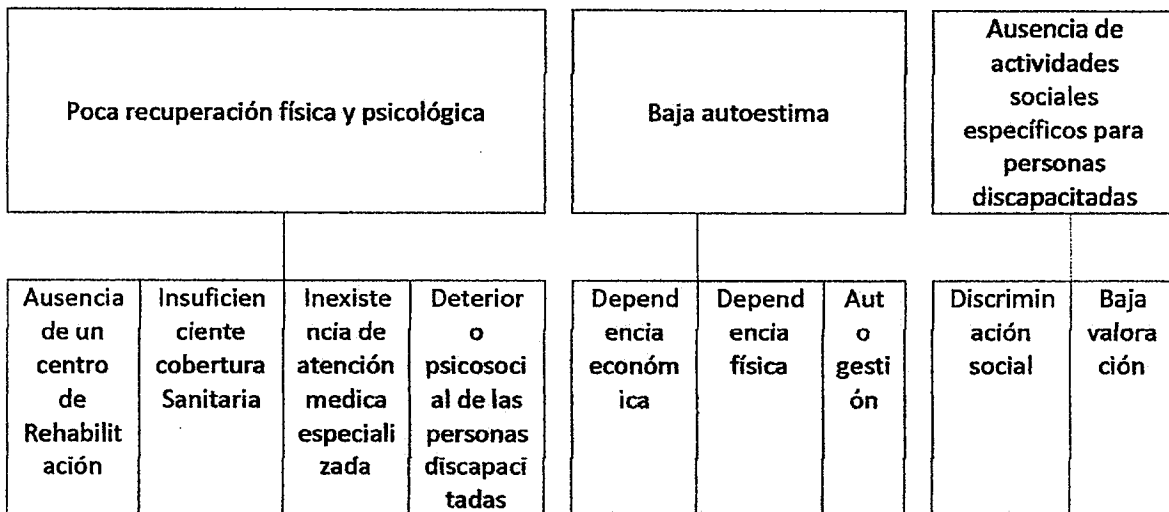 Poca recuperación física y psicológica
Baja autoestima
Ausencia de
actividades
sociales
específicos para
personas
discapacitadas
Ausencia
de un
centro
de
Rehabilit
ación
Insuficien
ciente
cobertura
Sanitaria
Inexiste
ncia de
atención
medica
especiali
zada
Deterior
o
psicosoci
al de las
personas
discapaci
tadas
Depend
encia
económ
ica
Depend
encia
física
Aut
o
gesti
ón
Discrimin
ación
social
Baja
valora
ción